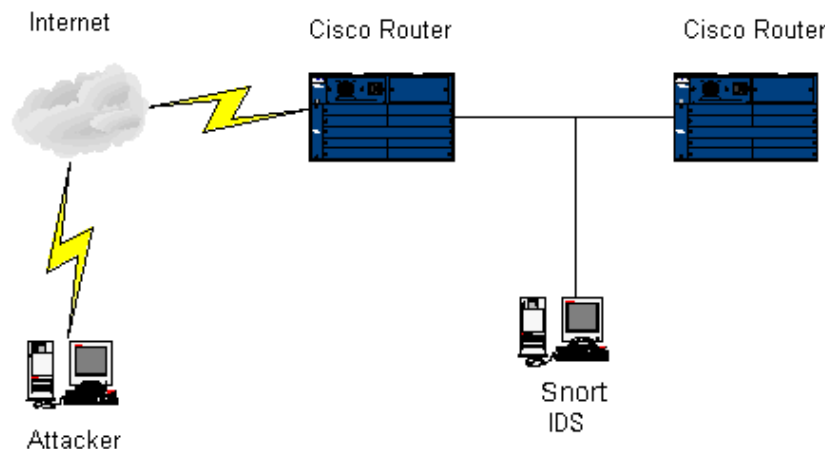 Internet
Cisco Router
Cisco Router
Snort
IDS
Attacker